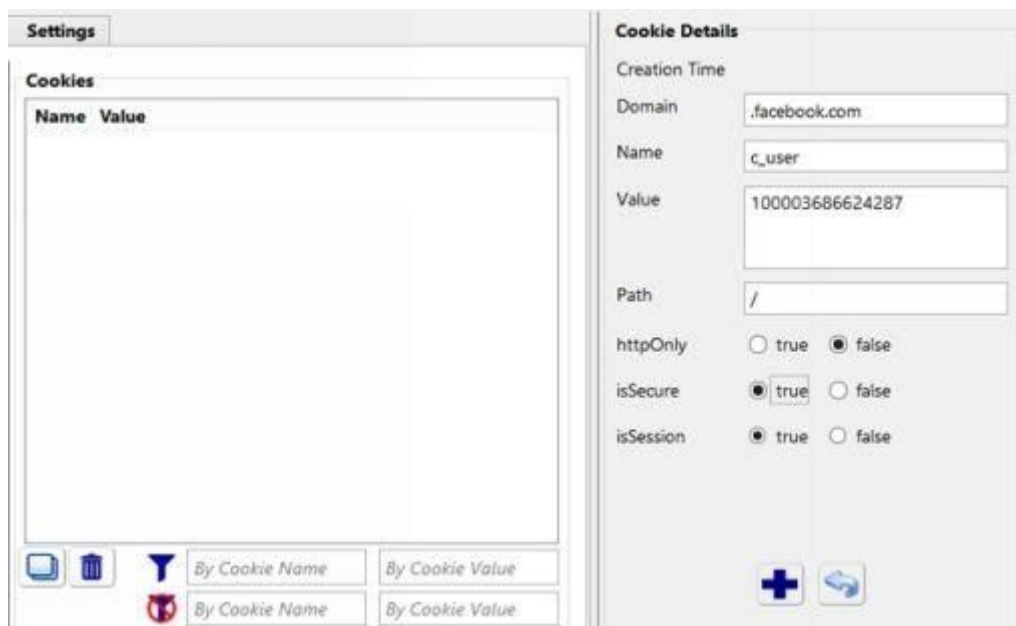 Settings
Cookies
Name Value
By Cookie Name By Cookie Value
By Cookie Name By Cookie Value
Cookie Details
Creation Time
Domain .facebook.com
Name c_user
Value 100003686624287
Path /
httpOnly true false
isSecure true false
isSession true false